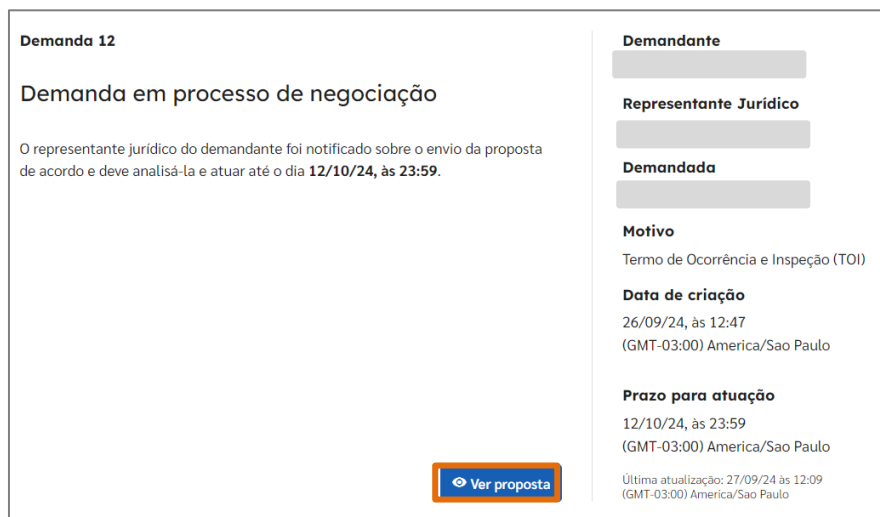 Demanda 12
Demanda em processo de negociação
O representante jurídico do demandante foi notificado sobre o envio da proposta
de acordo e deve analisá-la e atuar até o dia 12/10/24, às 23:59.
Ver proposta
Demandante
Representante Jurídico
Demandada
Motivo
Termo de Ocorrência e Inspeção (TOI)
Data de criação
26/09/24, às 12:47
(GMT-03:00) America/Sao Paulo
Prazo para atuação
12/10/24, às 23:59
(GMT-03:00) America/Sao Paulo
Última atualização: 27/09/24 às 12:09
(GMT-03:00) America/Sao Paulo